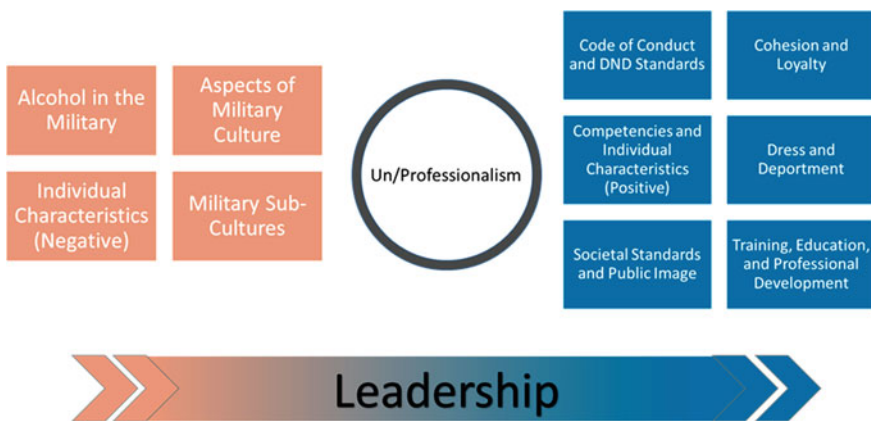 Alcohol in the
Military
Aspects of
Military
Culture
Individual
Characteristics
(Negative)
Military Sub-
Cultures
Un/Professionalism
Code of Conduct
and DND Standards
Cohesion and
Loyalty
Competencies and
Individual
Characteristics
(Positive)
Dress and
Deportment
Societal Standards
and Public Image
Training, Education,
and Professional
Development
Leadership